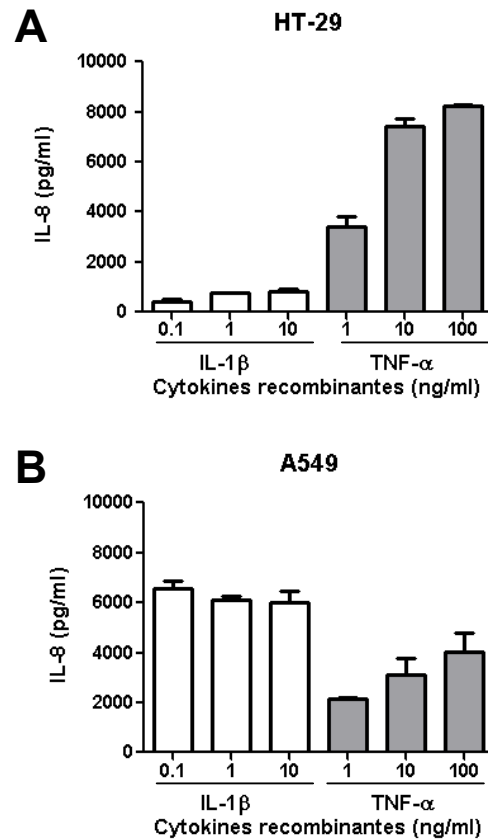 A
HT-29
IL-8 (pg/ml)
10000
8000
6000
4000
2000
0
0.1 1 10 1 10 100
IL-1β TNF-α
Cytokines recombinantes (ng/ml)
B
A549
IL-8 (pg/ml)
10000
8000
6000
4000
2000
0
0.1 1 10 1 10 100
IL-1β TNF-α
Cytokines recombinantes (ng/ml)